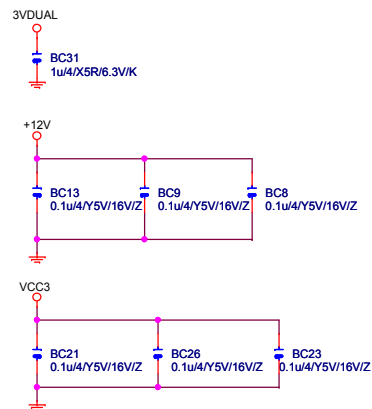 3VDUAL
BC31
1u/4/X5R/6.3V/K
+12V
BC13 BC9 BC8
0.1u/4/Y5V/16V/Z 0.1u/4/Y5V/16V/Z 0.1u/4/Y5V/16V/Z
VCC3
BC21 BC26 BC23
0.1u/4/Y5V/16V/Z 0.1u/4/Y5V/16V/Z 0.1u/4/Y5V/16V/Z